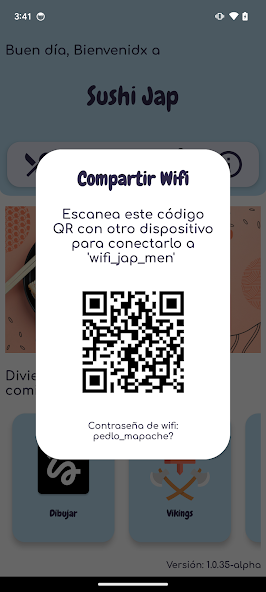 3:41
Buen día, Bienvenidx a
Sushi Jap
Compartir Wifi
Escanea este código
QR con otro dispositivo
para conectarlo a
'wifi_jap_men'
Contraseña de wifi:
pedlo_mapache?
Divie
com
Dibujar
Vikings
Versión: 1.0.35-alpha